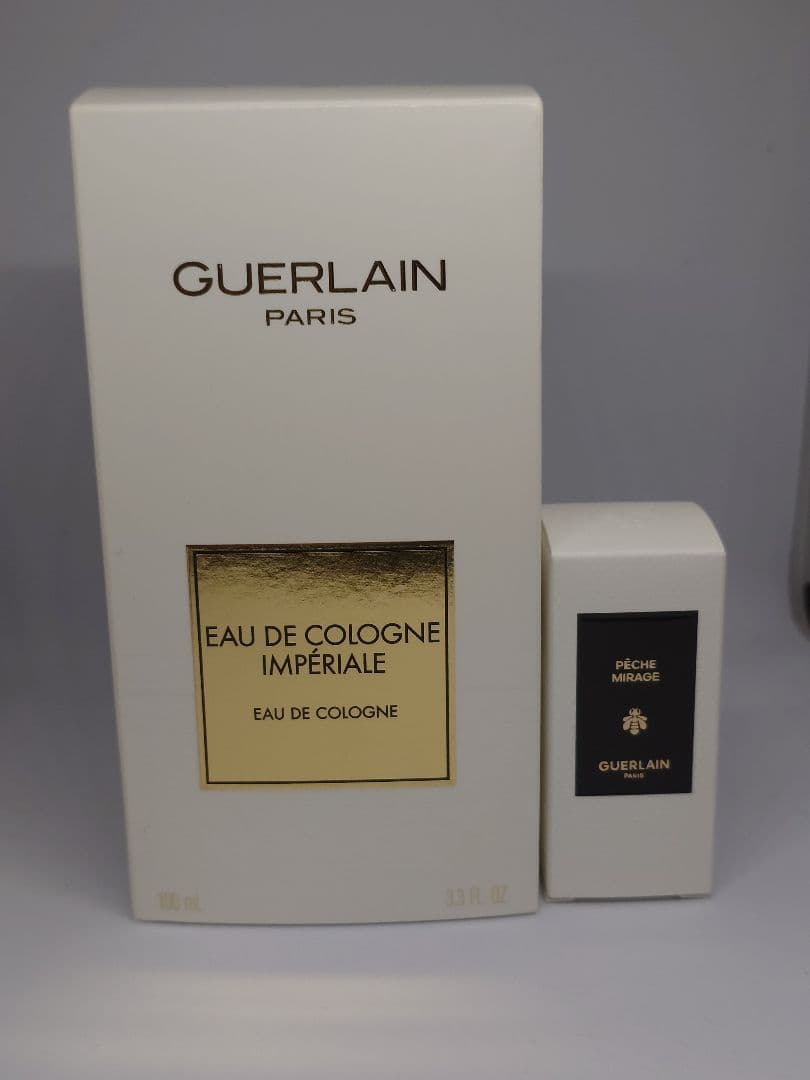 GUERLAIN
PARIS
EAU DE COLOGNE
IMPÉRIALE
EAU DE COLOGNE
100 mL
3.3 FL. OZ
PÊCHE
MIRAGE
GUERLAIN
PARIS